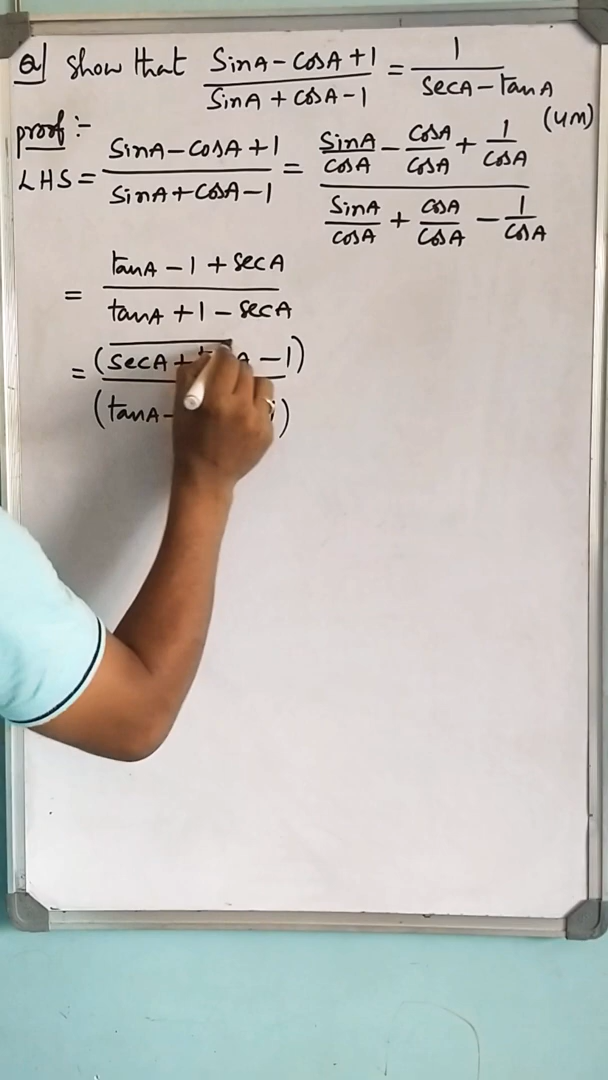 Q) Show that (SinA - CosA + 1)/(SinA + CosA - 1) = 1/(SecA - tanA)
(4M)
proof :-
LHS = (SinA - CosA + 1)/(SinA + CosA - 1) = (SinA/CosA - CosA/CosA + 1/CosA)/(SinA/CosA + CosA/CosA - 1/CosA)
= (tanA - 1 + SecA)/(tanA + 1 - SecA)
= (SecA + A - 1)/(tanA - )